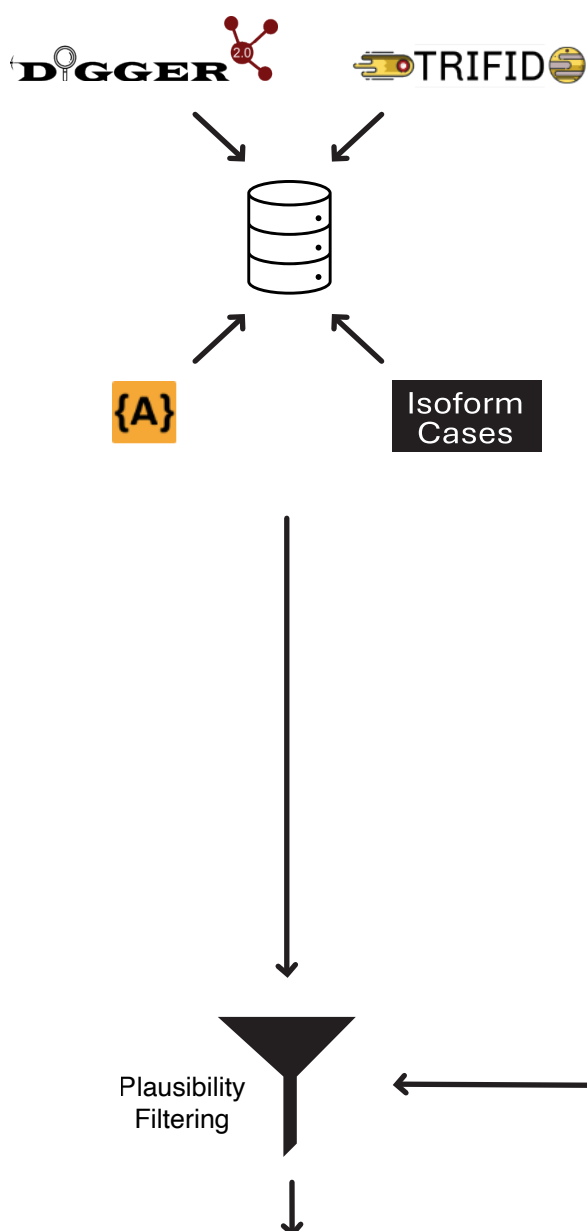 DIGGER
2.0
TRIFID
{A}
Isoform
Cases
Plausibility
Filtering